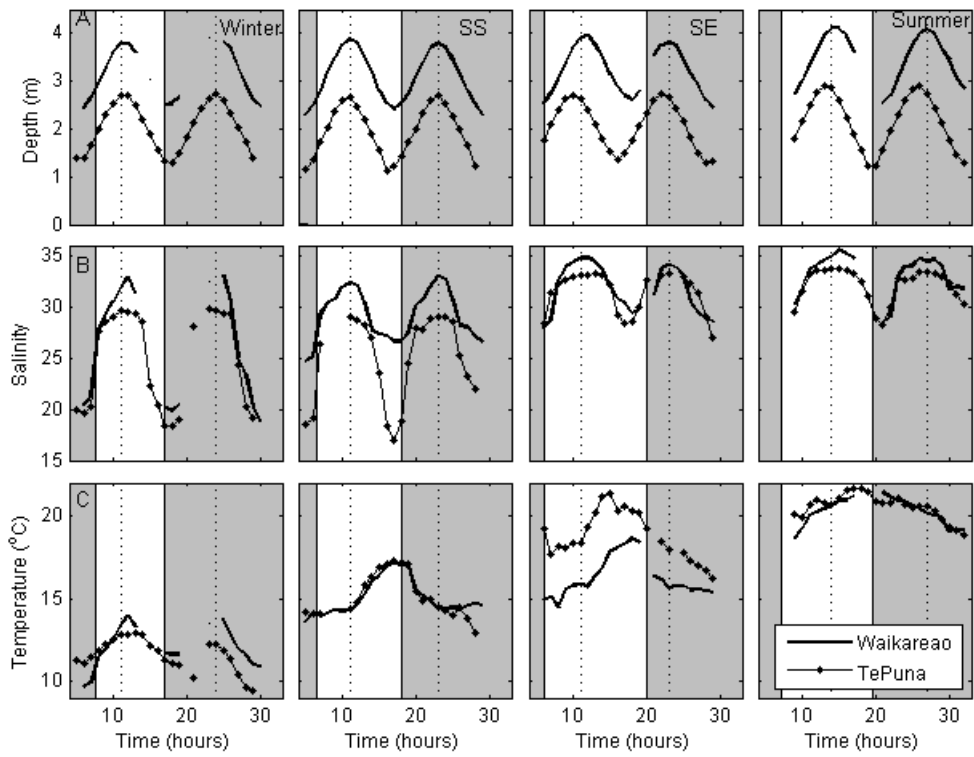 A
Winter
SS
SE
Summer
4
3
2
1
0
Depth (m)
B
35
30
25
20
15
Salinity
C
20
15
10
Temperature (°C)
Waikareao
TePuna
10 20 30
10 20 30
10 20 30
10 20 30
Time (hours)
Time (hours)
Time (hours)
Time (hours)